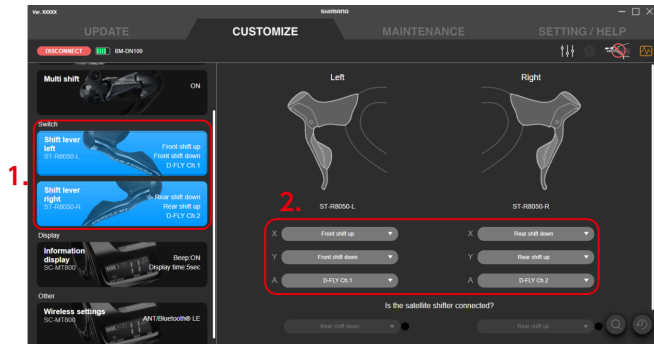 Ver. XXXXX
SHIMANO
UPDATE
CUSTOMIZE
MAINTENANCE
SETTING / HELP
DISCONNECT
BM-DN100
Multi shift
ON
Switch
1.
Shift lever
left
ST-R8050-L
Front shift up
Front shift down
D-FLY Ch.1
Shift lever
right
ST-R8050-R
Rear shift down
Rear shift up
D-FLY Ch.2
Display
Information
display
SC-MT800
Beep:ON
Display time:5sec
Other
Wireless settings
SC-MT800
ANT/Bluetooth® LE
Left
Right
ST-R8050-L
ST-R8050-R
2.
X Front shift up
X Rear shift down
Y Front shift down
Y Rear shift up
A D-FLY Ch.1
A D-FLY Ch.2
Is the satellite shifter connected?
Rear shift down
Rear shift up